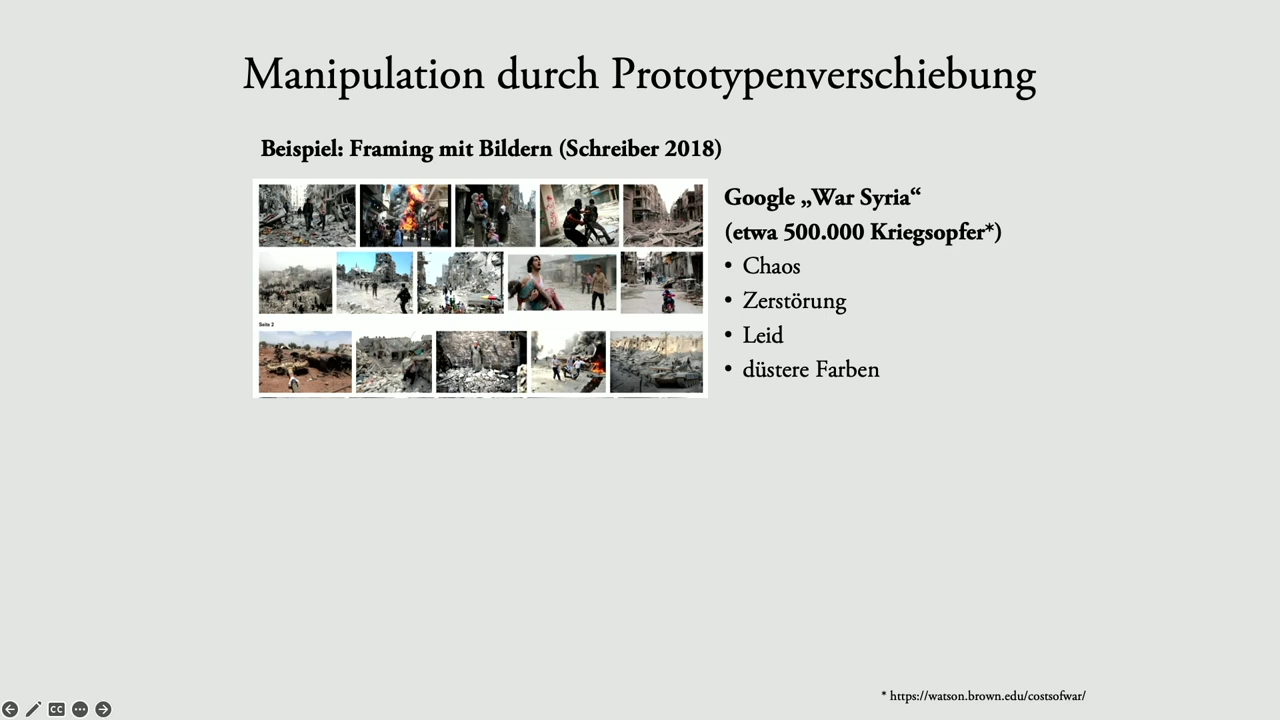 Manipulation durch Prototypenverschiebung
Beispiel: Framing mit Bildern (Schreiber 2018)
Google „War Syria“
(etwa 500.000 Kriegsopfer*)
• Chaos
• Zerstörung
• Leid
• düstere Farben
Seite 2
* https://watson.brown.edu/costsofwar/
CC